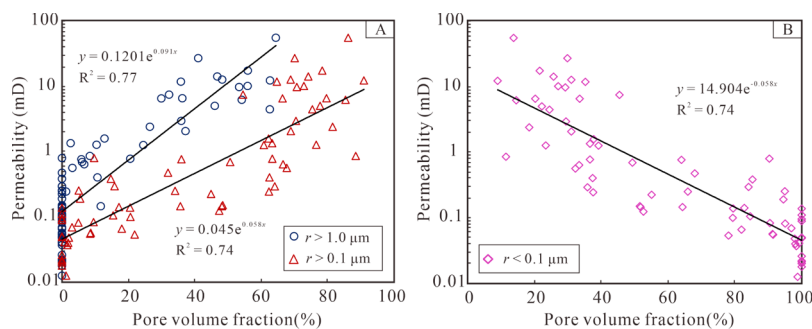 A
y = 0.1201e^0.091x
R² = 0.77
y = 0.045e^0.058x
R² = 0.74
r > 1.0 μm
r > 0.1 μm
Permeability (mD)
100
10
1
0.1
0.01
0
20
40
60
80
100
Pore volume fraction(%)
B
y = 14.904e^-0.058x
R² = 0.74
r < 0.1 μm
Permeability (mD)
100
10
1
0.1
0.01
0
20
40
60
80
100
Pore volume fraction(%)